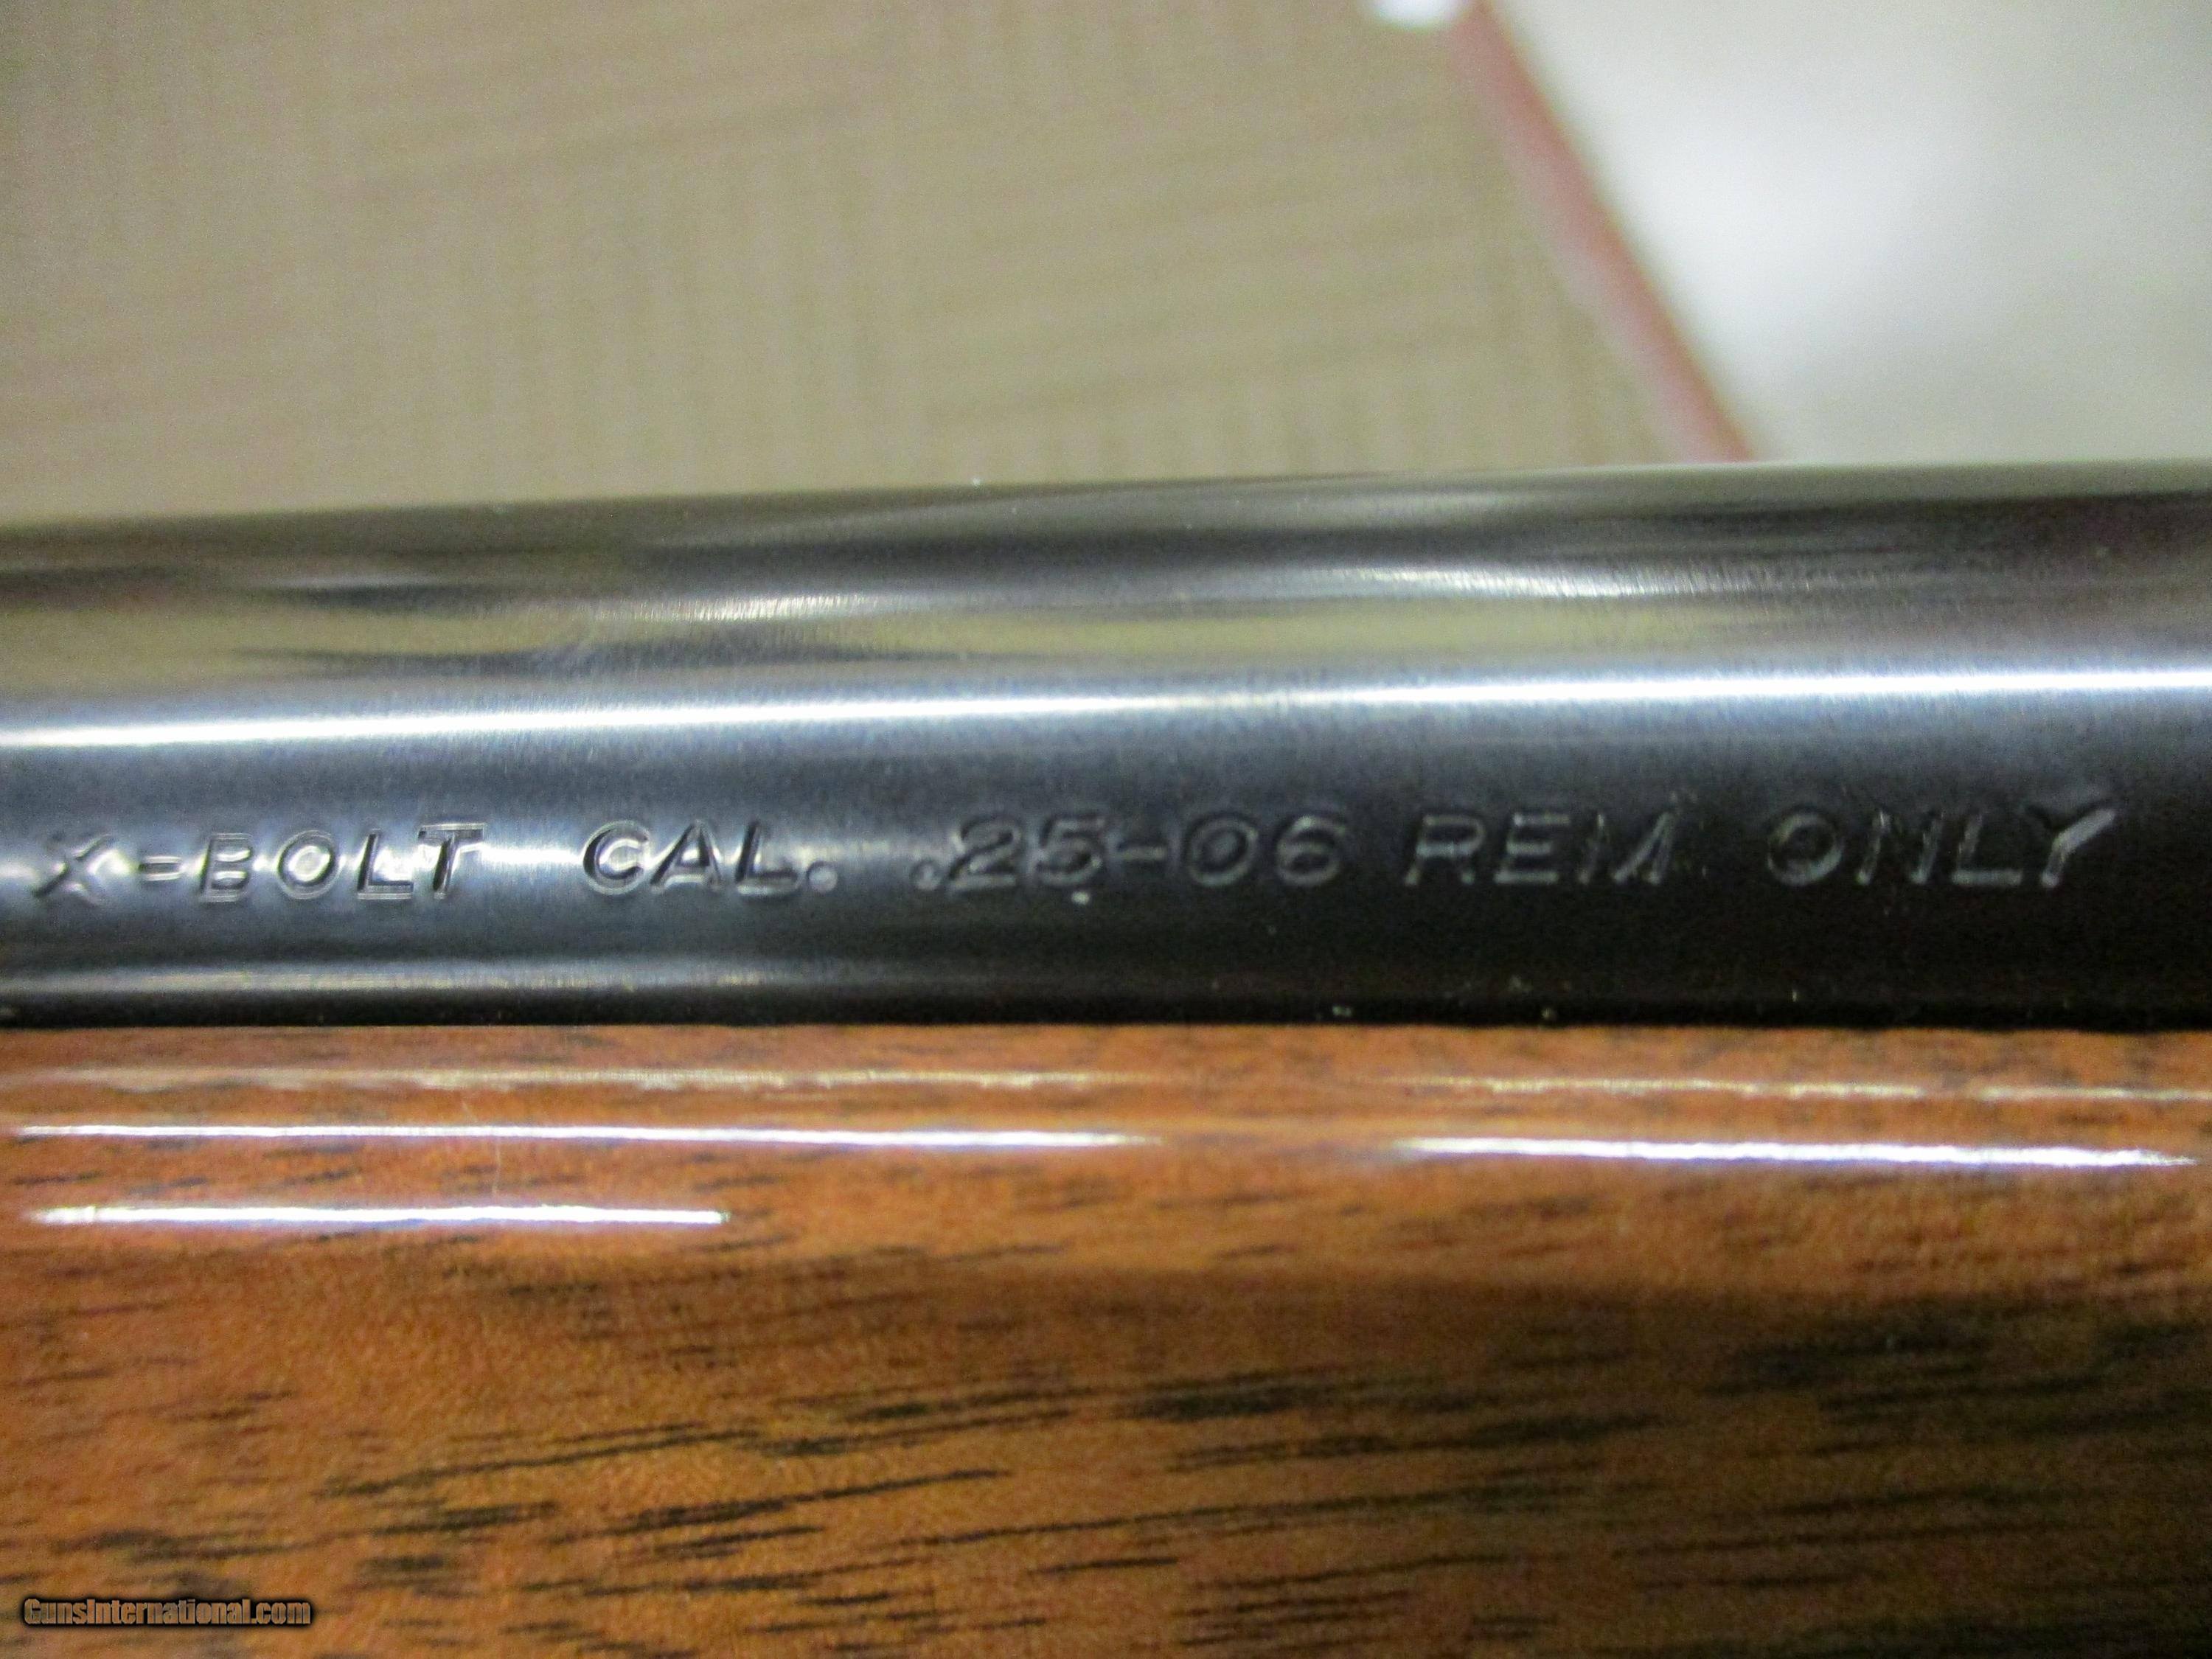 X-BOLT CAL. .25-06 REM ONLY
GunsInternational.com